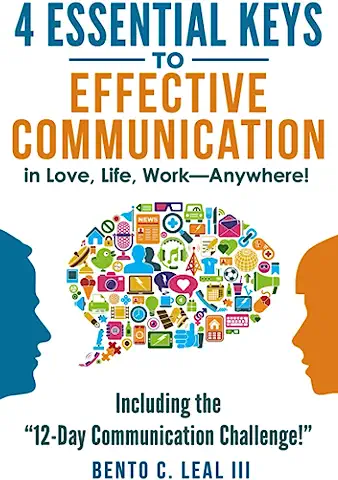 4 ESSENTIAL KEYS
TO
EFFECTIVE
COMMUNICATION
in Love, Life, Work—Anywhere!
NEWS
Including the
“12-Day Communication Challenge!”
BENTO C. LEAL III